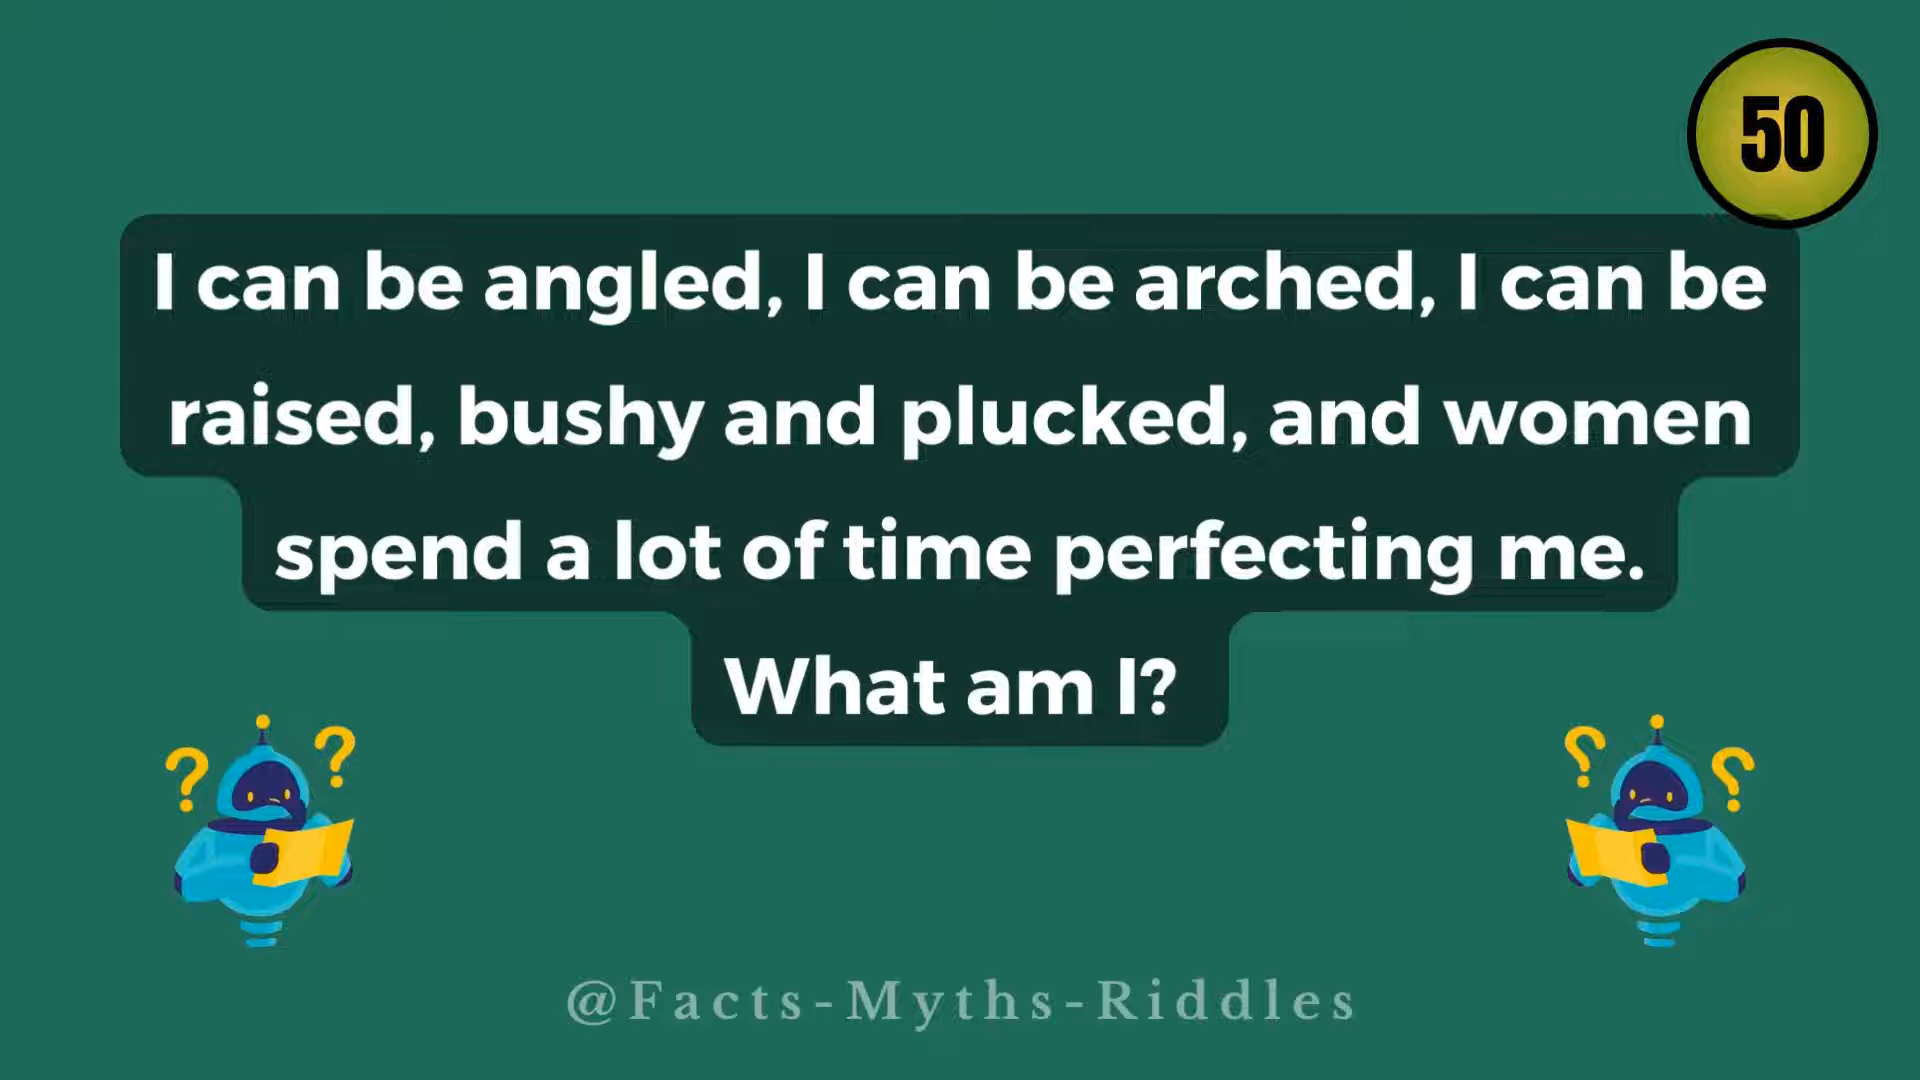 50
I can be angled, I can be arched, I can be
raised, bushy and plucked, and women
spend a lot of time perfecting me.
What am I?
? ? ? ?
@Facts-Myths-Riddles